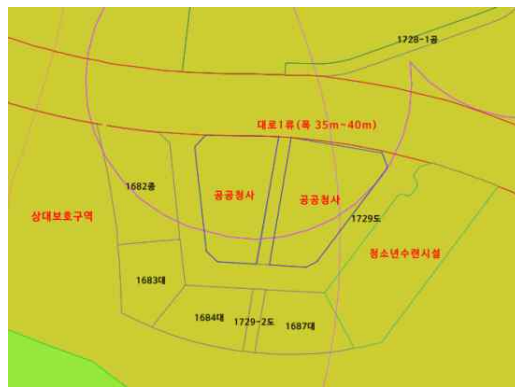 1728-1공
대로1류(폭 35m~40m)
1682종
공공청사
공공청사
상대보호구역
1729도
청소년수련시설
1683대
1684대
1729-2도
1687대